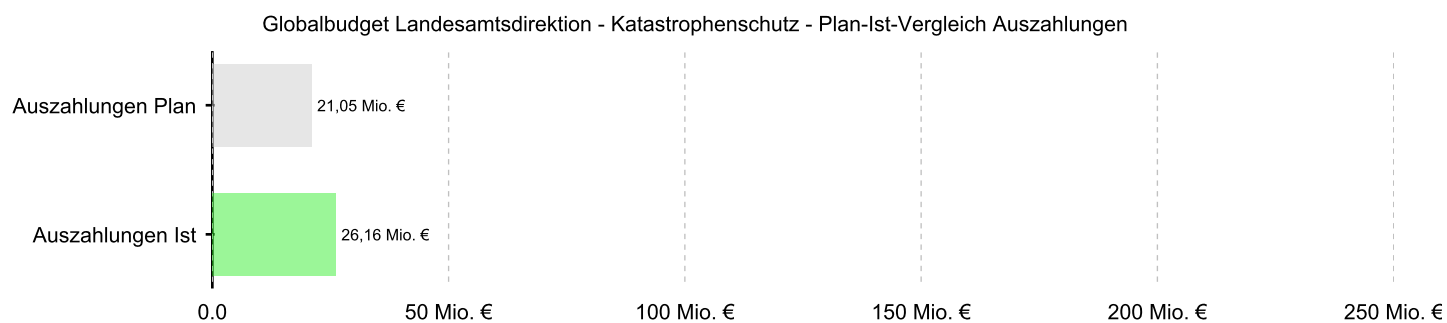 Globalbudget Landesamtsdirektion - Katastrophenschutz - Plan-Ist-Vergleich Auszahlungen
Auszahlungen Plan
21,05 Mio. €
Auszahlungen Ist
26,16 Mio. €
0.0
50 Mio. €
100 Mio. €
150 Mio. €
200 Mio. €
250 Mio. €